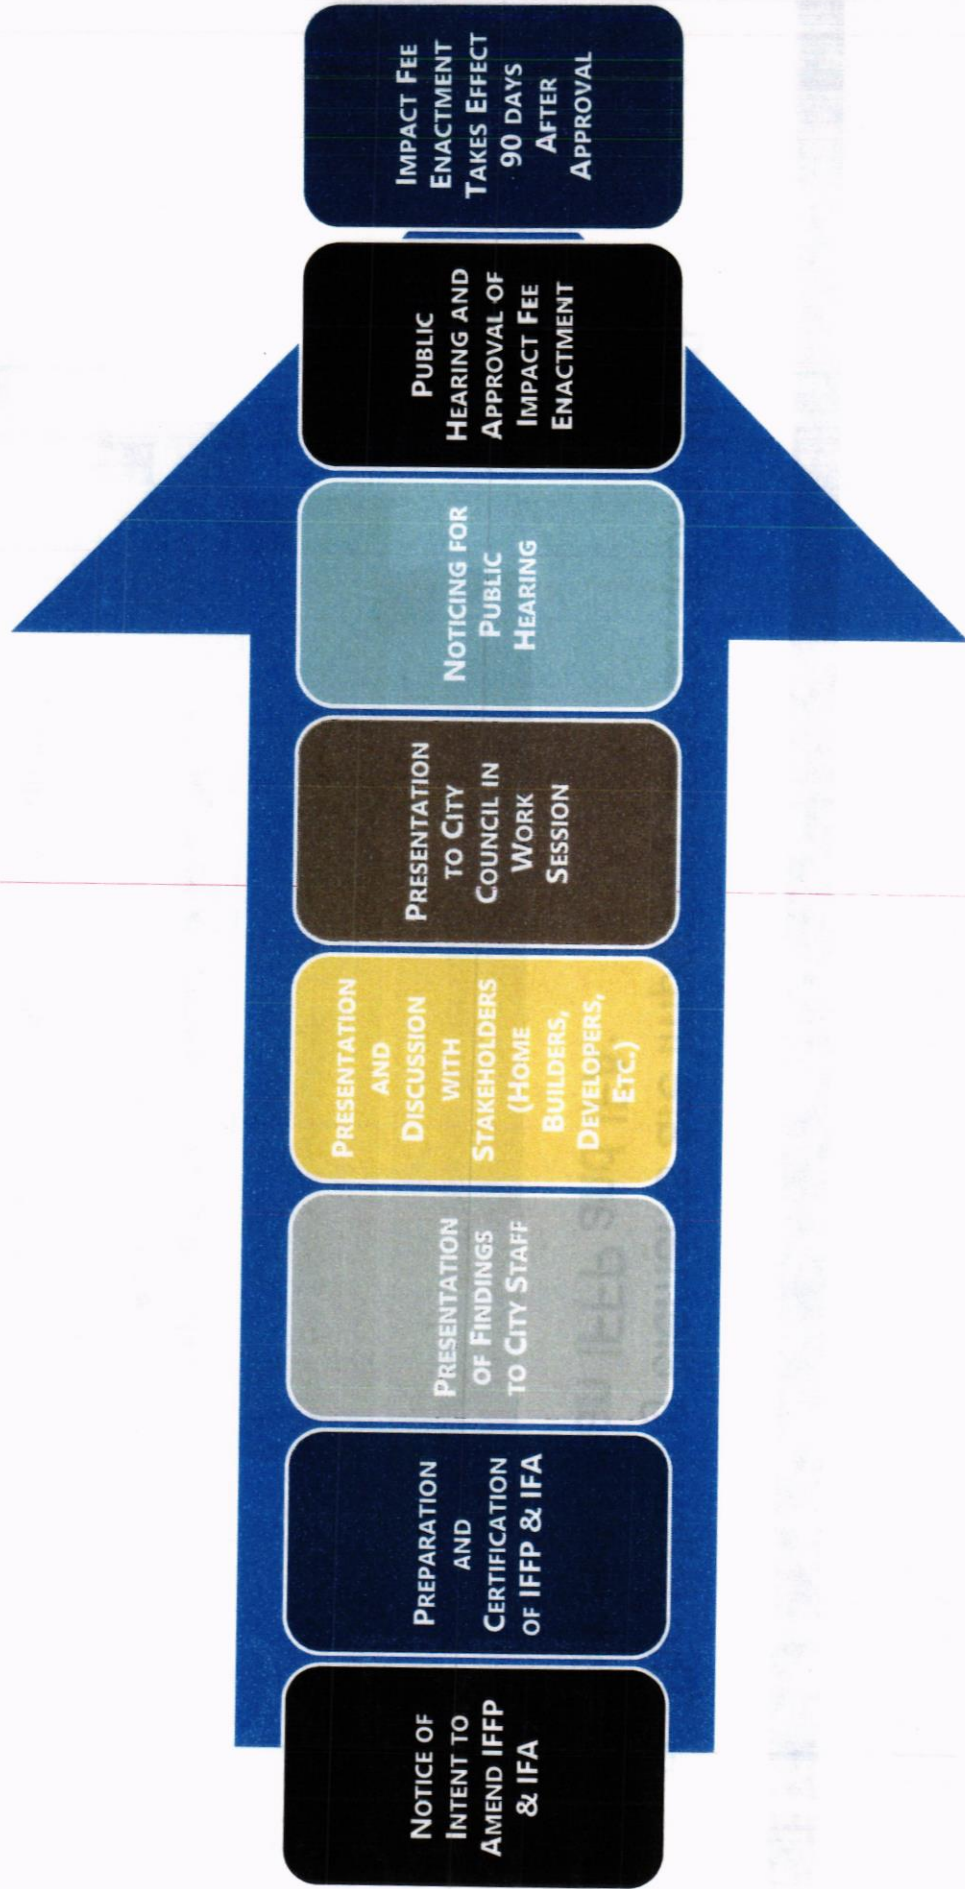 NOTICE OF
INTENT TO
AMEND IFFP
& IFA
PREPARATION
AND
CERTIFICATION
OF IFFP & IFA
PRESENTATION
OF FINDINGS
TO CITY STAFF
PRESENTATION
AND
DISCUSSION
WITH
STAKEHOLDERS
(HOME
BUILDERS,
DEVELOPERS,
ETC.)
PRESENTATION
TO CITY
COUNCIL IN
WORK
SESSION
NOTICING FOR
PUBLIC
HEARING
PUBLIC
HEARING AND
APPROVAL OF
IMPACT FEE
ENACTMENT
IMPACT FEE
ENACTMENT
TAKES EFFECT
90 DAYS
AFTER
APPROVAL